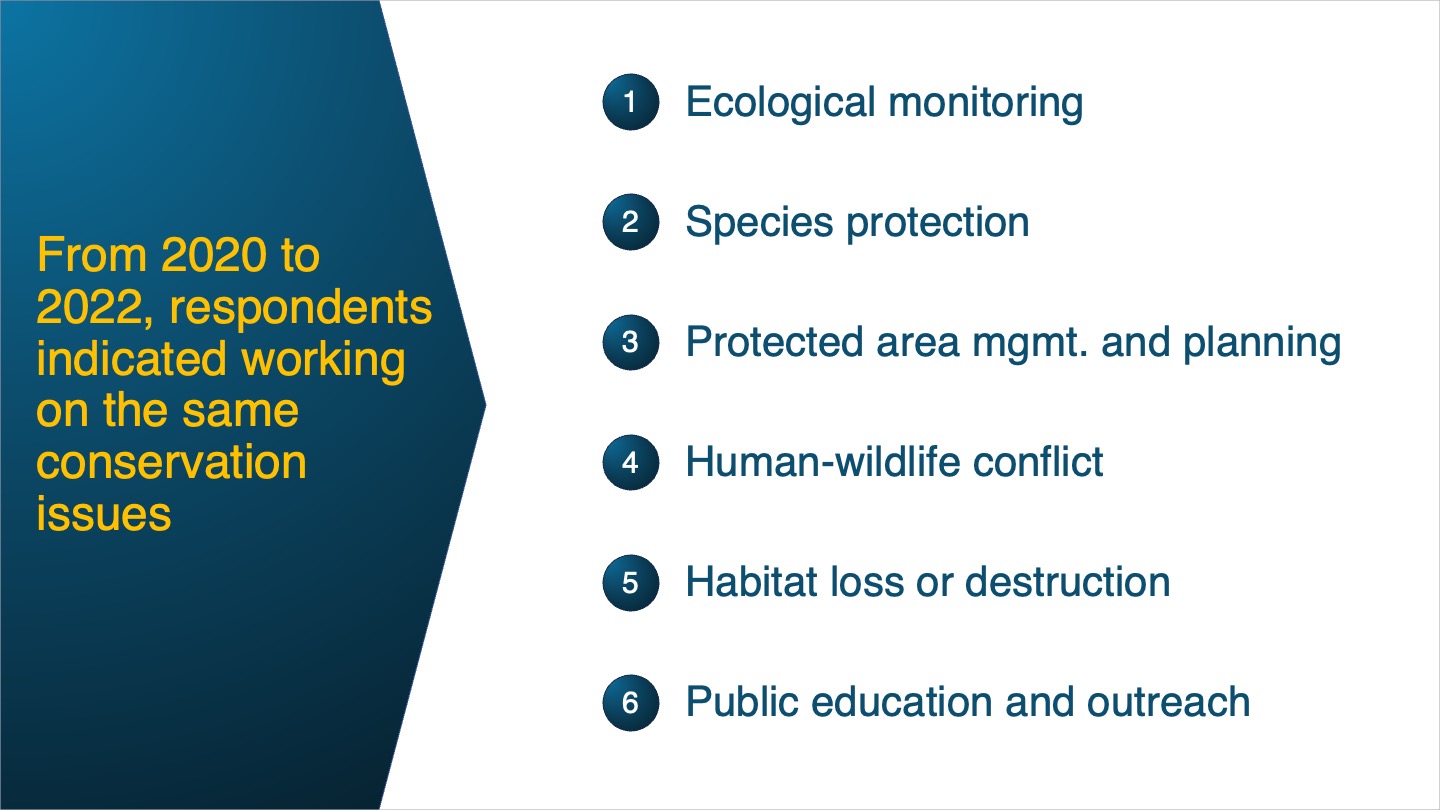 From 2020 to
2022, respondents
indicated working
on the same
conservation
issues
1 Ecological monitoring
2 Species protection
3 Protected area mgmt. and planning
4 Human-wildlife conflict
5 Habitat loss or destruction
6 Public education and outreach